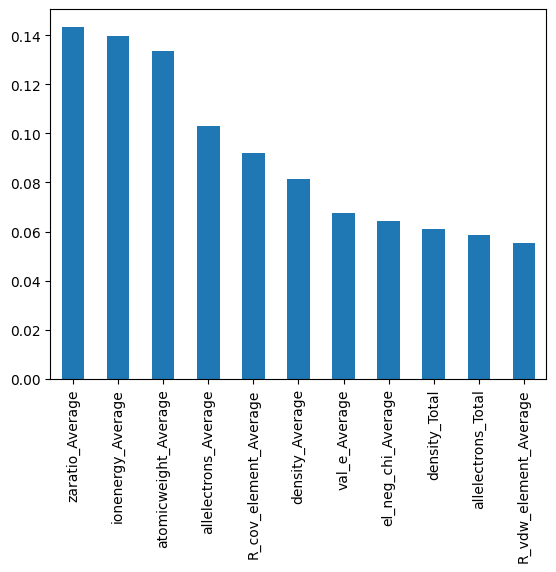 0.14
0.12
0.10
0.08
0.06
0.04
0.02
0.00
zaratio_Average
ionenergy_Average
atomicweight_Average
allelectrons_Average
R_cov_element_Average
density_Average
val_e_Average
el_neg_chi_Average
density_Total
allelectrons_Total
R_vdw_element_Average